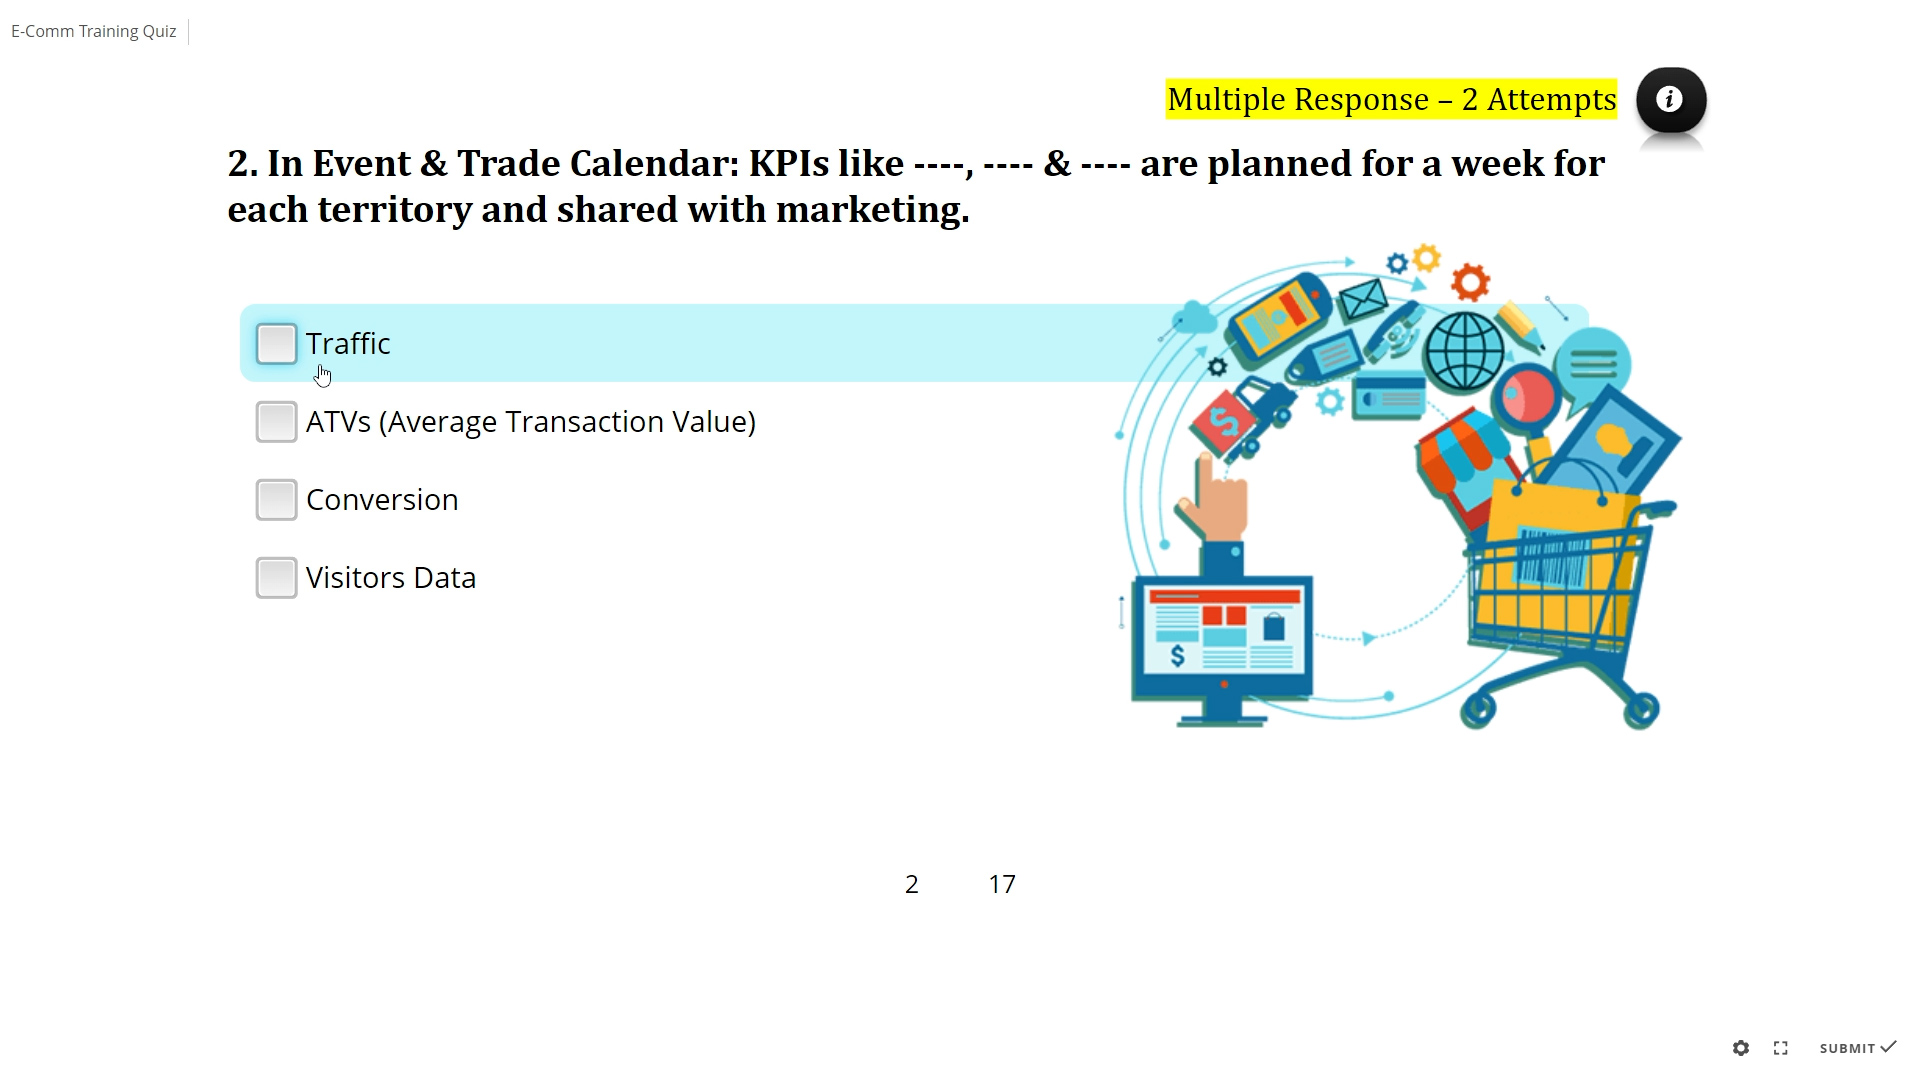 E-Comm Training Quiz
Multiple Response – 2 Attempts
2. In Event & Trade Calendar: KPIs like ----, ---- & ---- are planned for a week for
each territory and shared with marketing.
Traffic
ATVs (Average Transaction Value)
Conversion
Visitors Data
2 17
SUBMIT